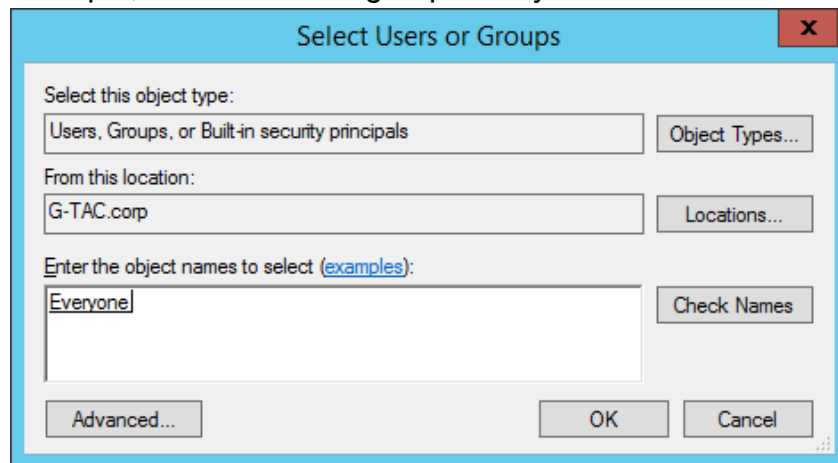 Select Users or Groups
x
Select this object type:
Users, Groups, or Built-in security principals
Object Types...
From this location:
G-TAC.corp
Locations...
Enter the object names to select (examples):
Everyone
Check Names
Advanced...
OK
Cancel